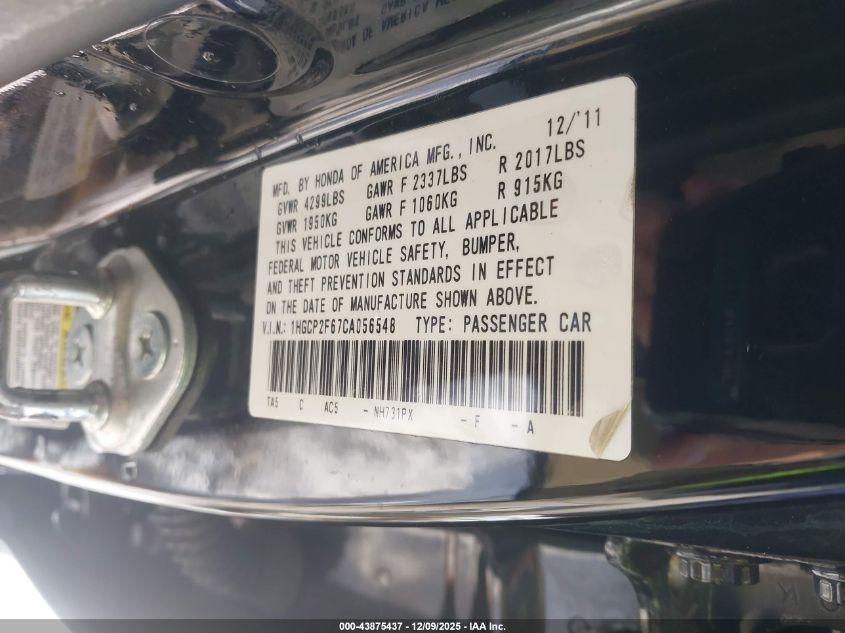 12/'11
MFD. BY HONDA OF AMERICA MFG., INC.
GVWR 4299LBS GAWR F 2337LBS R 2017LBS
GVWR 1950KG GAWR F 1060KG R 915KG
THIS VEHICLE CONFORMS TO ALL APPLICABLE
FEDERAL MOTOR VEHICLE SAFETY, BUMPER,
AND THEFT PREVENTION STANDARDS IN EFFECT
ON THE DATE OF MANUFACTURE SHOWN ABOVE.
V.I.N.: 1HGCP2F67CA056548 TYPE: PASSENGER CAR
TA5 C AC5 - NH731PX - F - A
000-43875437 - 12/09/2025 - IAA Inc.